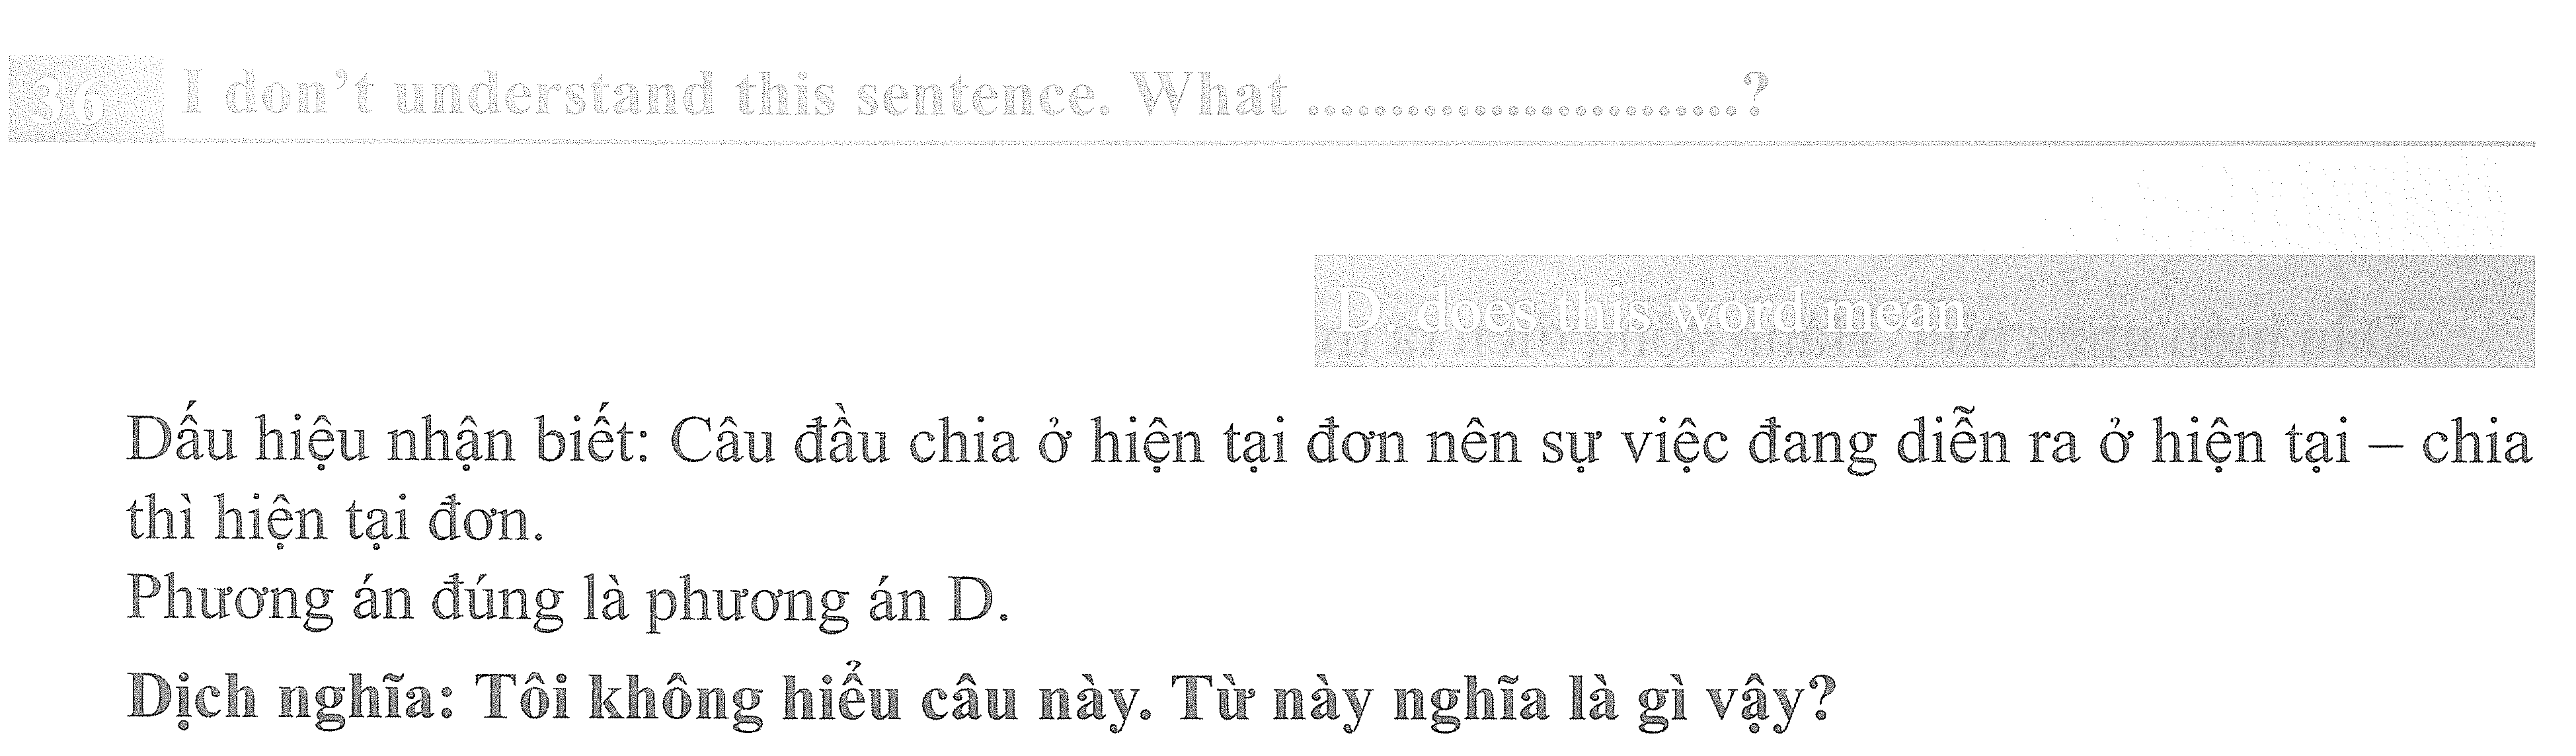 36 I don't understand this sentence. What ..........................?
D. does this word mean
Dấu hiệu nhận biết: Câu đầu chia ở hiện tại đơn nên sự việc đang diễn ra ở hiện tại – chia
thì hiện tại đơn.
Phương án đúng là phương án D.
Dịch nghĩa: Tôi không hiểu câu này. Từ này nghĩa là gì vậy?